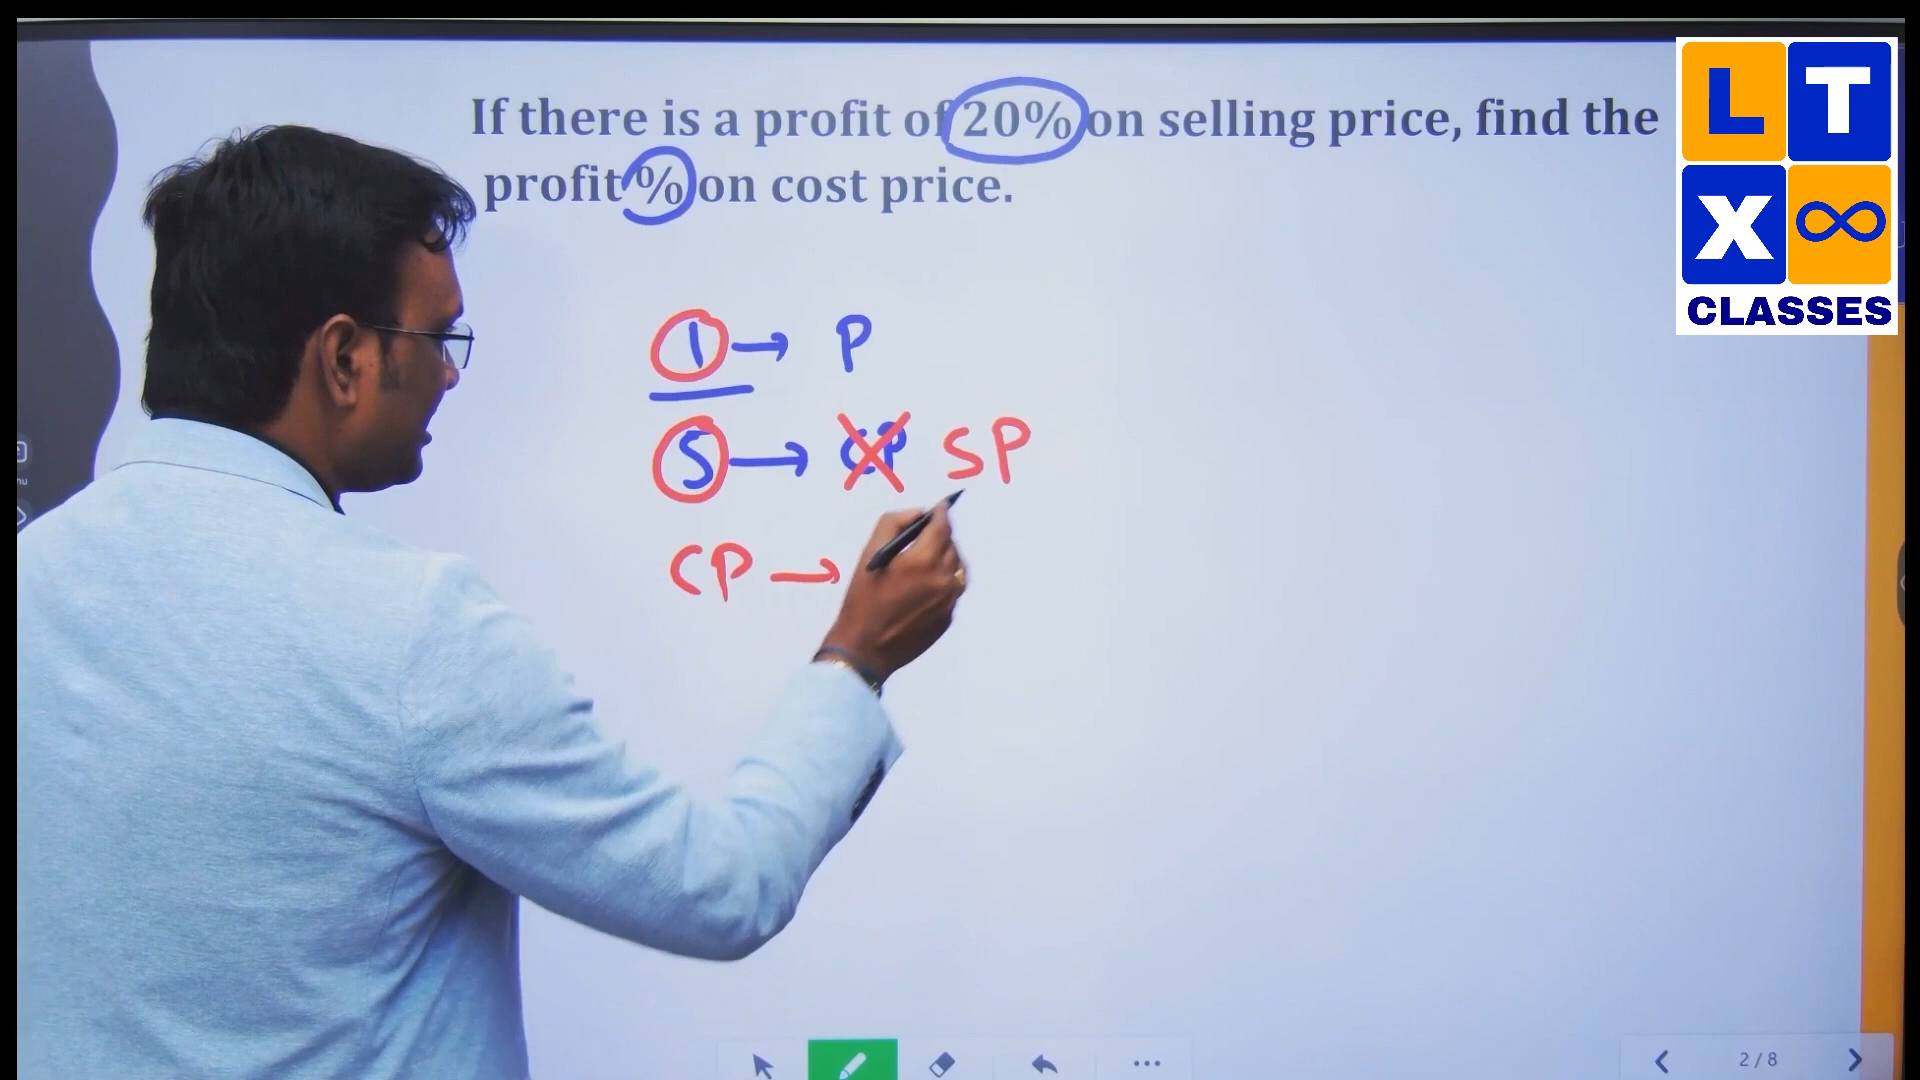 If there is a profit of 20% on selling price, find the
profit % on cost price.
L T
X ∞
CLASSES
1 → P
5 → CP SP
CP →
2 / 8